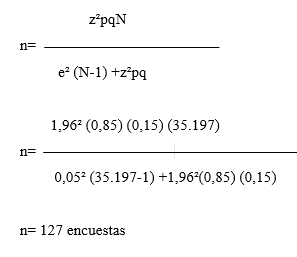 z²pqN
n=
e² (N-1) +z²pq
1,96² (0,85) (0,15) (35.197)
n=
0,05² (35.197-1) +1,96²(0,85) (0,15)
n= 127 encuestas